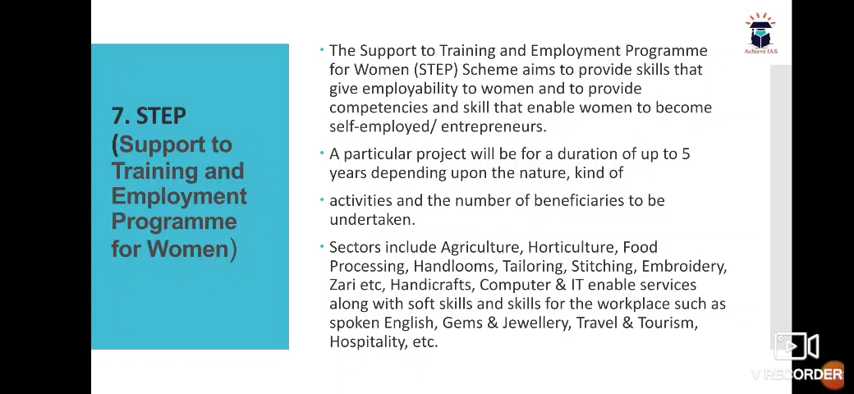 Achieve IAS
7. STEP
(Support to
Training and
Employment
Programme
for Women)
• The Support to Training and Employment Programme
for Women (STEP) Scheme aims to provide skills that
give employability to women and to provide
competencies and skill that enable women to become
self-employed/ entrepreneurs.
• A particular project will be for a duration of up to 5
years depending upon the nature, kind of
• activities and the number of beneficiaries to be
undertaken.
• Sectors include Agriculture, Horticulture, Food
Processing, Handlooms, Tailoring, Stitching, Embroidery,
Zari etc, Handicrafts, Computer & IT enable services
along with soft skills and skills for the workplace such as
spoken English, Gems & Jewellery, Travel & Tourism,
Hospitality, etc.
V RECORDER